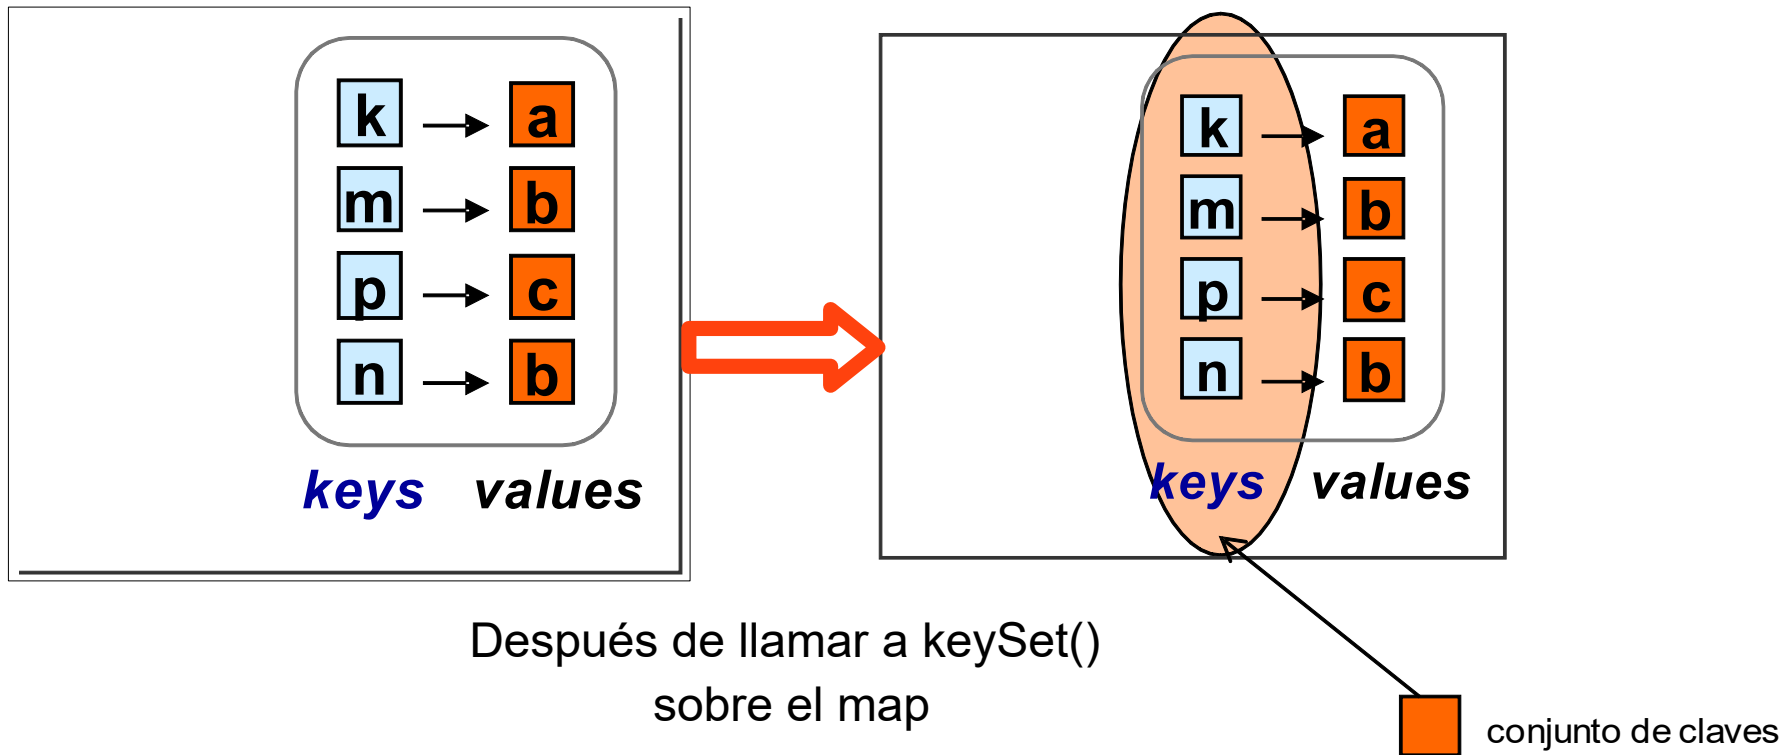 k a
m b
p c
n b
keys values
k a
m b
p c
n b
keys values
Después de llamar a keySet()
sobre el map
conjunto de claves